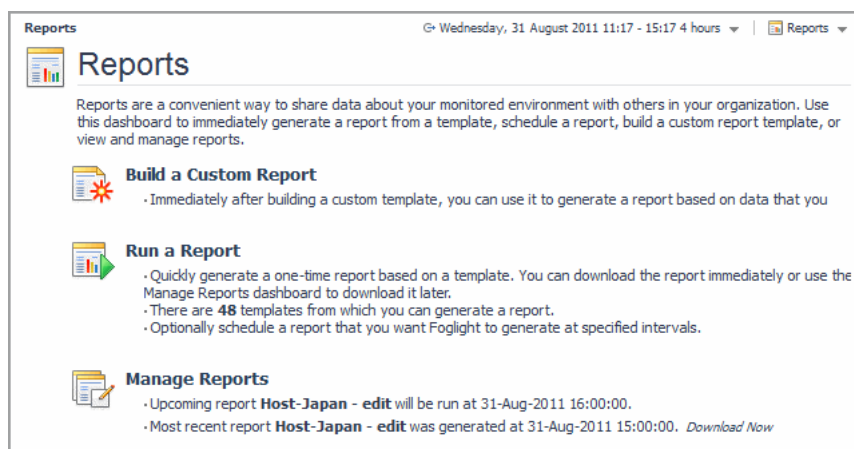 Reports
Wednesday, 31 August 2011 11:17 - 15:17 4 hours
Reports
Reports
Reports are a convenient way to share data about your monitored environment with others in your organization. Use
this dashboard to immediately generate a report from a template, schedule a report, build a custom report template, or
view and manage reports.
Build a Custom Report
·Immediately after building a custom template, you can use it to generate a report based on data that you
Run a Report
·Quickly generate a one-time report based on a template. You can download the report immediately or use the
Manage Reports dashboard to download it later.
·There are 48 templates from which you can generate a report.
·Optionally schedule a report that you want Foglight to generate at specified intervals.
Manage Reports
·Upcoming report Host-Japan - edit will be run at 31-Aug-2011 16:00:00.
·Most recent report Host-Japan - edit was generated at 31-Aug-2011 15:00:00. Download Now